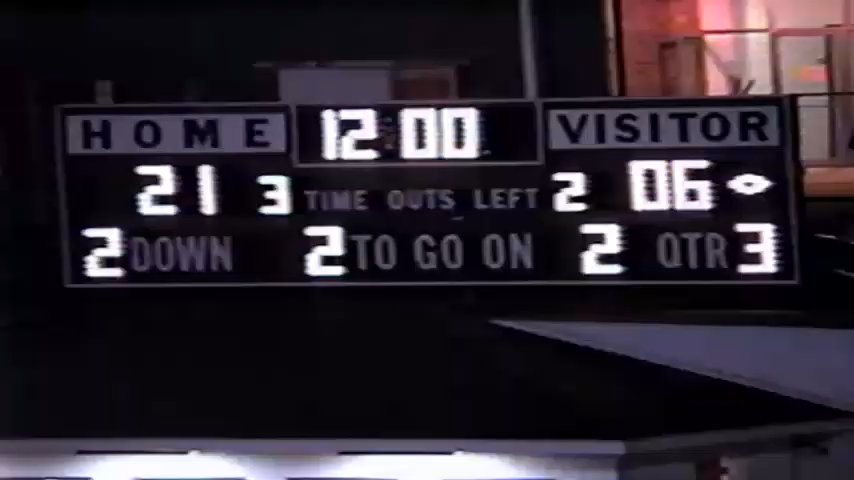 HOME 12:00 VISITOR
21 3 TIME OUTS LEFT 2 06
2 DOWN 2 TO GO ON 2 QTR 3